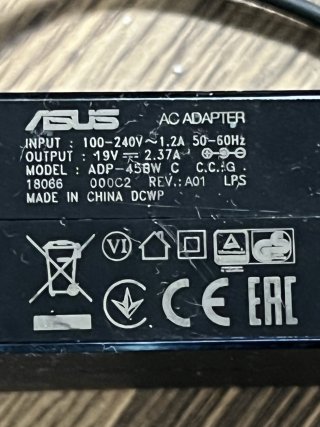 ASUS AC ADAPTER
INPUT : 100-240V~1.2A 50-60Hz
OUTPUT : 19V ⎓ 2.37A
MODEL : ADP-45BW C C.C.:G
18066 000C2 REV.:A01 LPS
MADE IN CHINA DCWP
VI
CE EAC